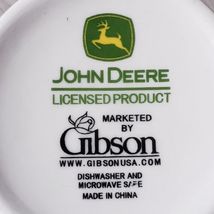 JOHN DEERE
LICENSED PRODUCT
MARKETED
BY
Gibson
WWW.GIBSONUSA.COM
DISHWASHER AND
MICROWAVE SAFE
MADE IN CHINA